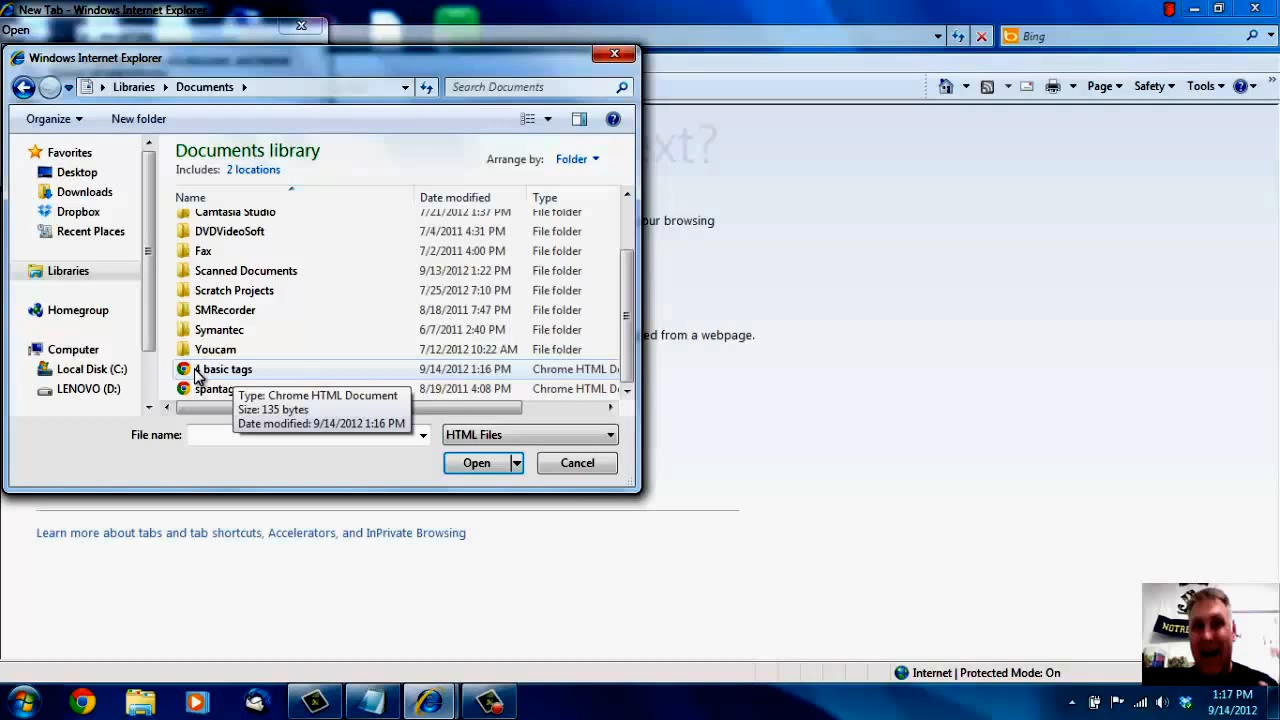 New Tab - Windows Internet Explorer
Open
Bing
Windows Internet Explorer
Libraries Documents
Search Documents
Page Safety Tools
Organize New folder
Favorites
Desktop
Downloads
Dropbox
Recent Places
Libraries
Homegroup
Computer
Local Disk (C:)
LENOVO (D:)
Documents library
Includes: 2 locations
Arrange by: Folder
Name Date modified Type
Camtasia Studio 7/21/2012 1:37 PM File folder
DVDVideoSoft 7/4/2011 4:31 PM File folder
Fax 7/2/2011 4:00 PM File folder
Scanned Documents 9/13/2012 1:22 PM File folder
Scratch Projects 7/25/2012 7:10 PM File folder
SMRecorder 8/18/2011 7:47 PM File folder
Symantec 6/7/2011 2:40 PM File folder
Youcam 7/12/2012 10:22 AM File folder
4 basic tags 9/14/2012 1:16 PM Chrome HTML D
spantag 8/19/2011 4:08 PM Chrome HTML D
Type: Chrome HTML Document
Size: 135 bytes
Date modified: 9/14/2012 1:16 PM
File name:
HTML Files
Open
Cancel
xt?
our browsing
ed from a webpage.
Learn more about tabs and tab shortcuts, Accelerators, and InPrivate Browsing
NOTRE
Internet | Protected Mode: On
1:17 PM
9/14/2012